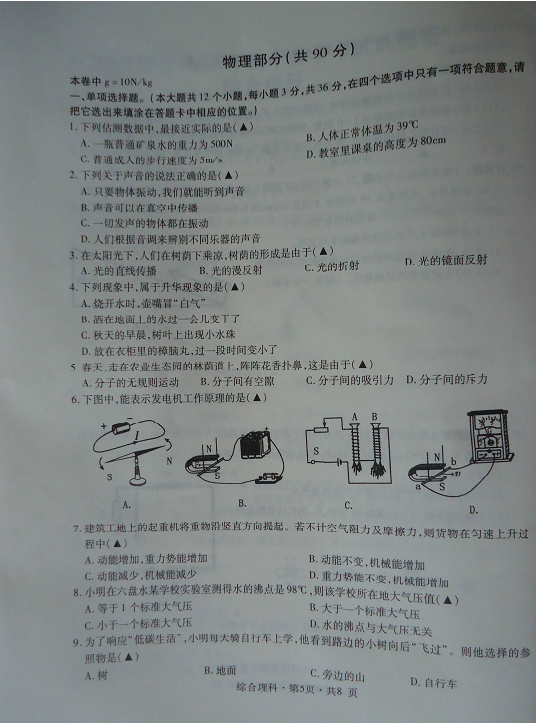 物理部分(共 90 分)
本卷中 g=10N/kg
一、单项选择题。(本大题共 12 个小题,每小题 3 分,共 36 分,在四个选项中只有一项符合题意,请
把它选出来填涂在答题卡中相应的位置。)
1. 下列估测数据中,最接近实际的是(▲)
A. 一瓶普通矿泉水的重力为 500N B. 人体正常体温为 39℃
C. 普通成人的步行速度为 5m/s D. 教室里课桌的高度为 80cm
2. 下列关于声音的说法正确的是(▲)
A. 只要物体振动,我们就能听到声音
B. 声音可以在真空中传播
C. 一切发声的物体都在振动
D. 人们根据音调来辨别不同乐器的声音
3. 在太阳光下,人们在树荫下乘凉,树荫的形成是由于(▲)
A. 光的直线传播 B. 光的漫反射 C. 光的折射 D. 光的镜面反射
4. 下列现象中,属于升华现象的是(▲)
A. 烧开水时,壶嘴冒“白气”
B. 洒在地面上的水过一会儿变干了
C. 秋天的早晨,树叶上出现小水珠
D. 放在衣柜里的樟脑丸,过一段时间变小了
5. 春天,走在农业生态园的林荫道上,阵阵花香扑鼻,这是由于(▲)
A. 分子的无规则运动 B. 分子间有空隙 C. 分子间的吸引力 D. 分子间的斥力
6. 下图中,能表示发电机工作原理的是(▲)
+ −
S N
N S +
A B
S
N b
a S
A. B. C. D.
7. 建筑工地上的起重机将重物沿竖直方向提起。若不计空气阻力及摩擦力,则货物在匀速上升过
程中(▲)
A. 动能增加,重力势能增加 B. 动能不变,机械能增加
C. 动能减少,机械能减少 D. 重力势能不变,机械能增加
8. 小明在六盘水某学校实验室测得水的沸点是 98℃,则该学校所在地大气压值(▲)
A. 等于 1 个标准大气压 B. 大于一个标准大气压
C. 小于一个标准大气压 D. 水的沸点与大气压无关
9. 为了响应“低碳生活”,小明每大骑自行车上学,他看到路边的小树向后“飞过”。则他选择的参
照物是(▲)
A. 树 B. 地面 C. 旁边的山 D. 自行车
综合理科·第5页·共8 页